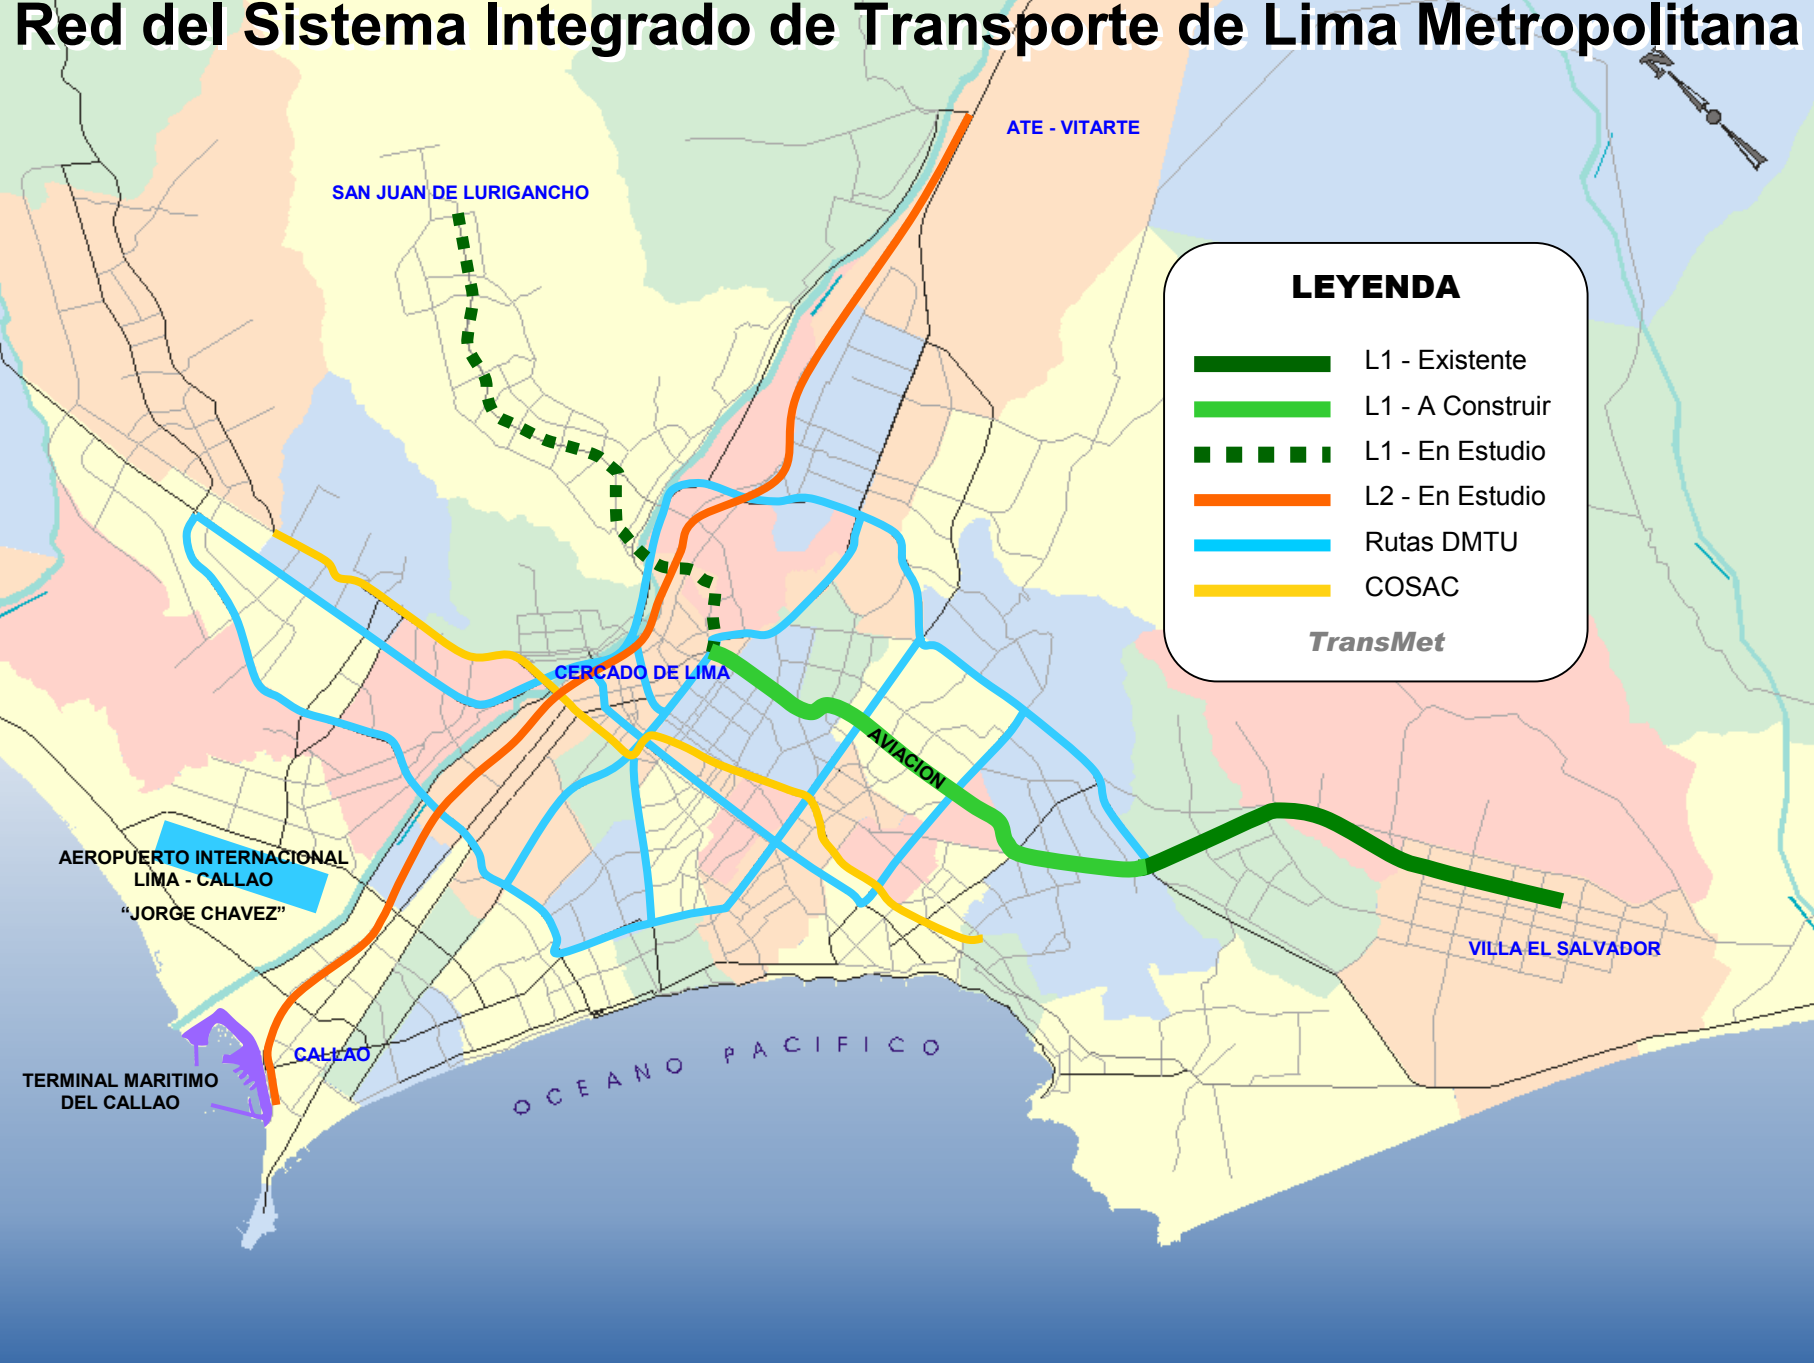 Red del Sistema Integrado de Transporte de Lima Metropolitana
N
ATE - VITARTE
SAN JUAN DE LURIGANCHO
LEYENDA
L1 - Existente
L1 - A Construir
L1 - En Estudio
L2 - En Estudio
Rutas DMTU
COSAC
TransMet
CERCADO DE LIMA
AVIACION
AEROPUERTO INTERNACIONAL
LIMA - CALLAO
“JORGE CHAVEZ”
VILLA EL SALVADOR
CALLAO
TERMINAL MARITIMO
DEL CALLAO
OCEANO PACIFICO